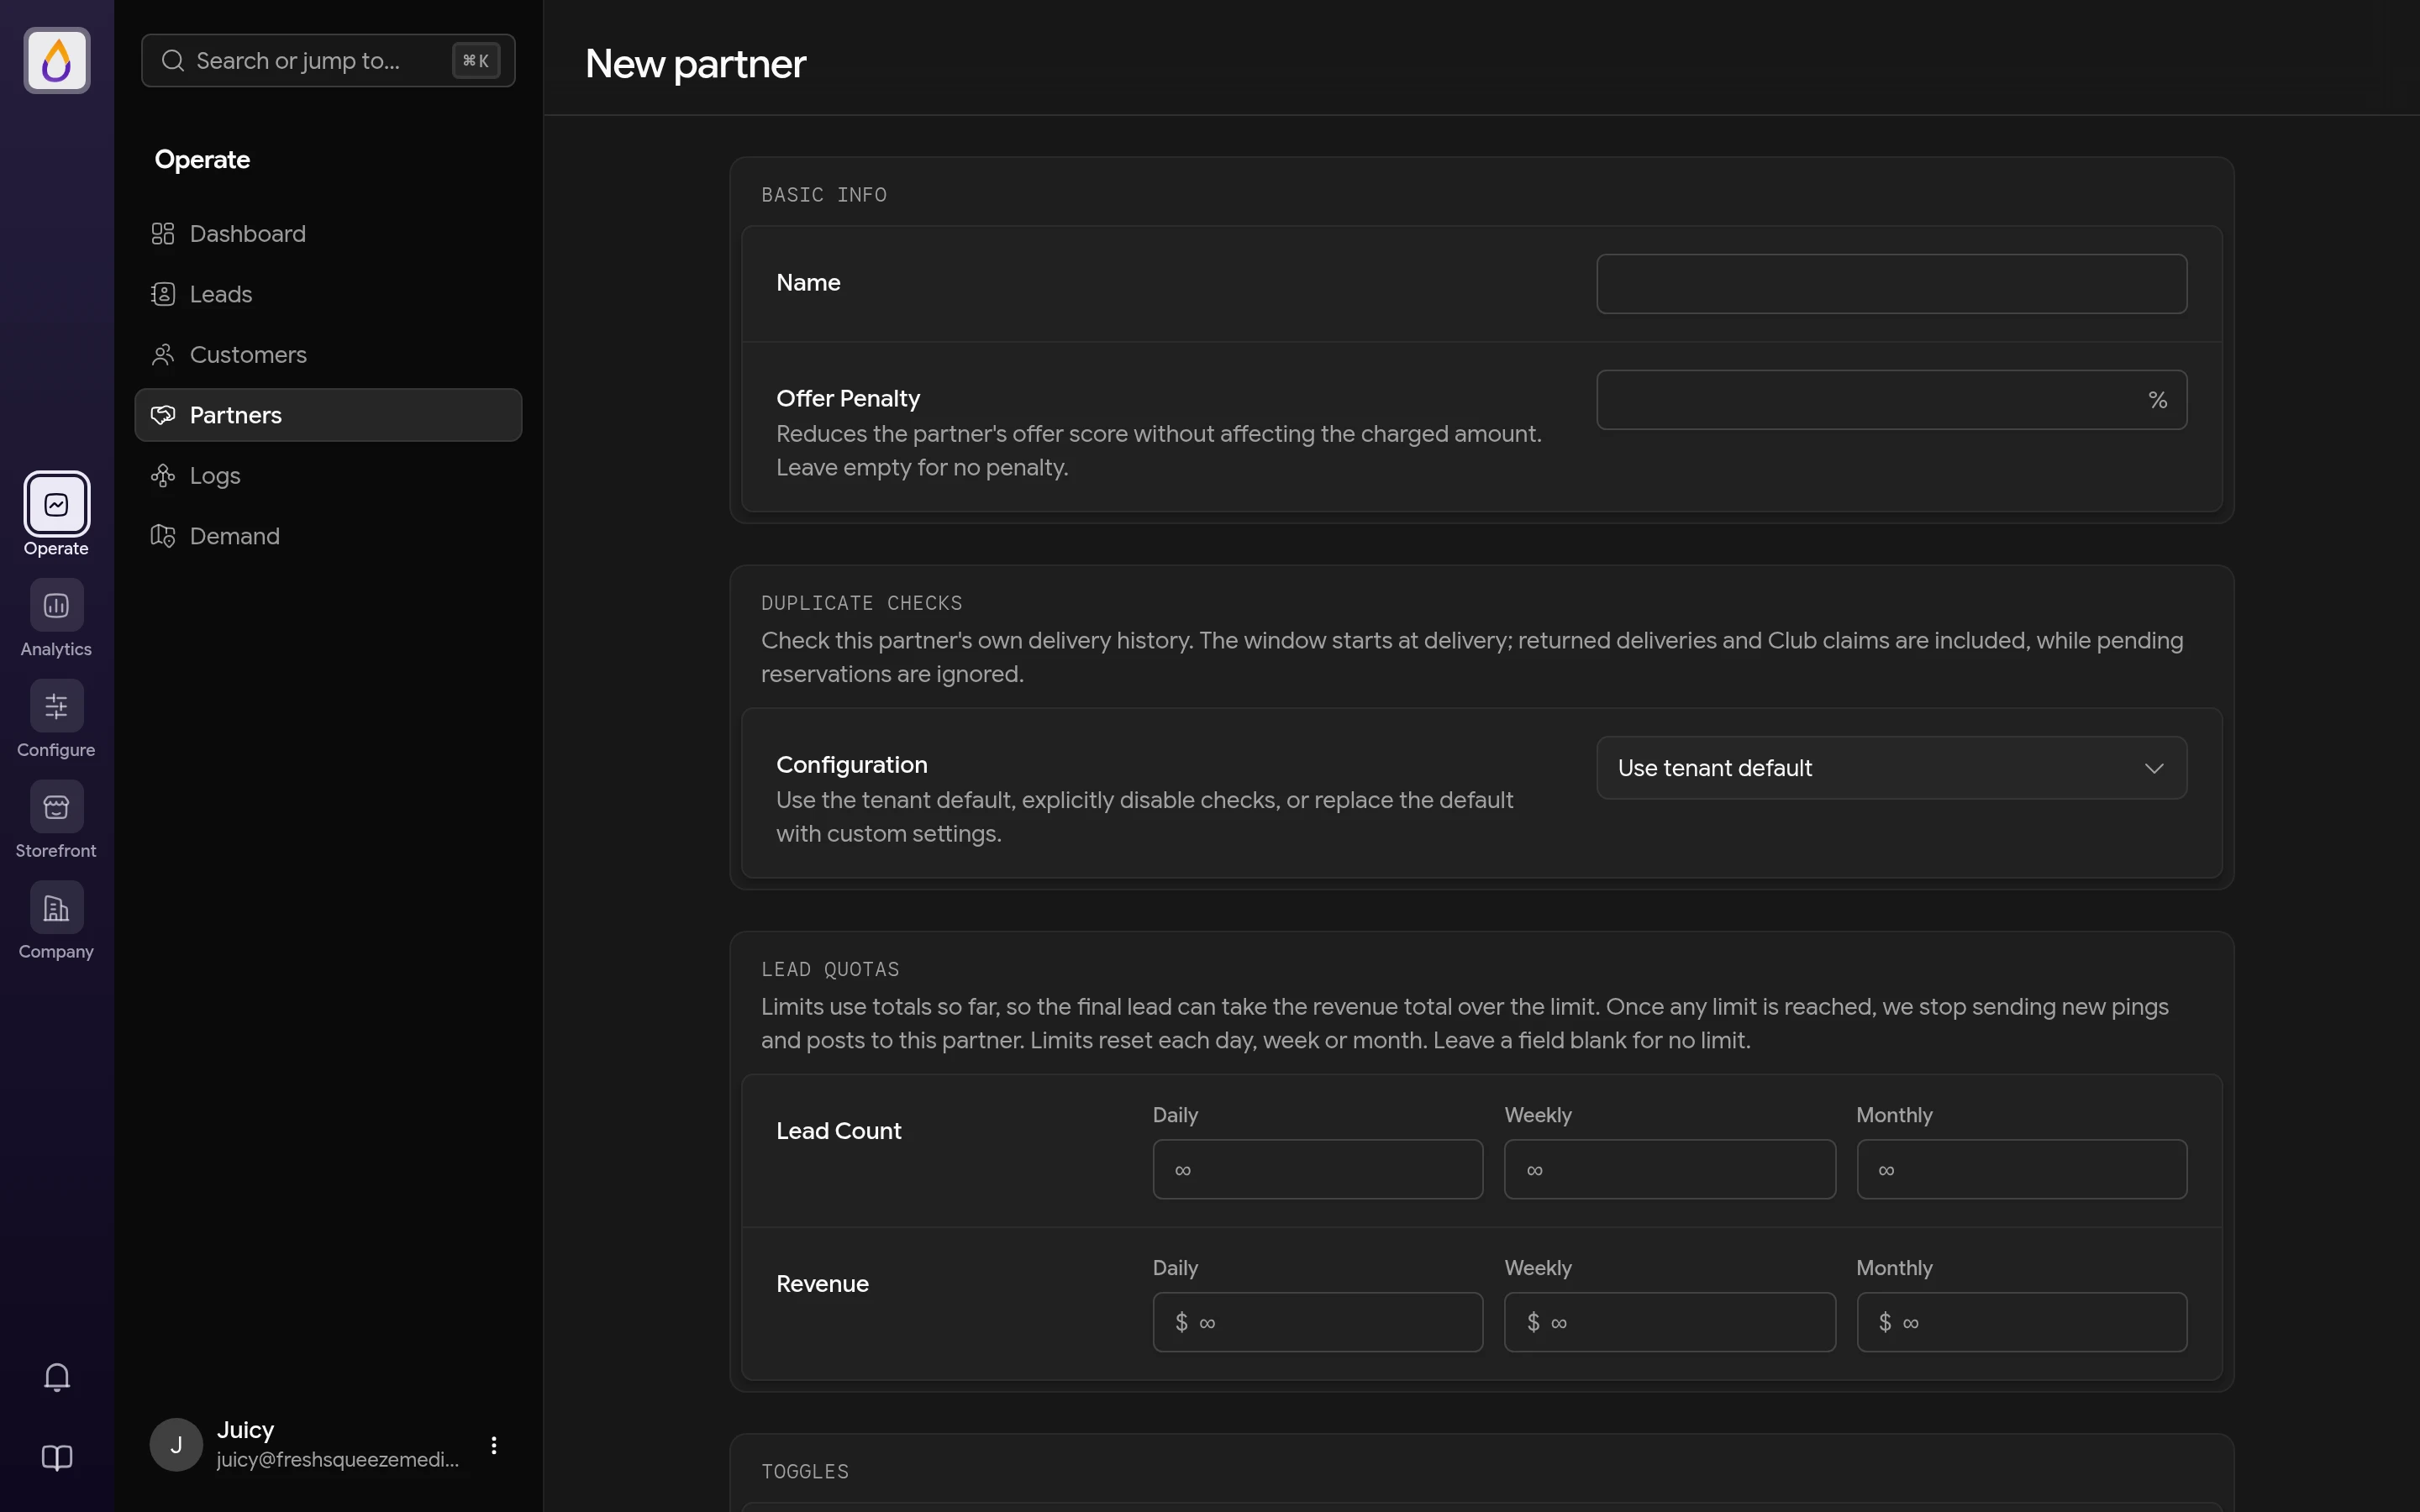 Search or jump to...
⌘K
Operate
Dashboard
Leads
Customers
Partners
Logs
Demand
Operate
Analytics
Configure
Storefront
Company
J
Juicy
juicy@freshsqueezemedi...
New partner
BASIC INFO
Name
Offer Penalty
%
Reduces the partner's offer score without affecting the charged amount.
Leave empty for no penalty.
DUPLICATE CHECKS
Check this partner's own delivery history. The window starts at delivery; returned deliveries and Club claims are included, while pending
reservations are ignored.
Configuration
Use tenant default
Use the tenant default, explicitly disable checks, or replace the default
with custom settings.
LEAD QUOTAS
Limits use totals so far, so the final lead can take the revenue total over the limit. Once any limit is reached, we stop sending new pings
and posts to this partner. Limits reset each day, week or month. Leave a field blank for no limit.
Lead Count
Daily
Weekly
Monthly
∞
∞
∞
Revenue
Daily
Weekly
Monthly
$ ∞
$ ∞
$ ∞
TOGGLES